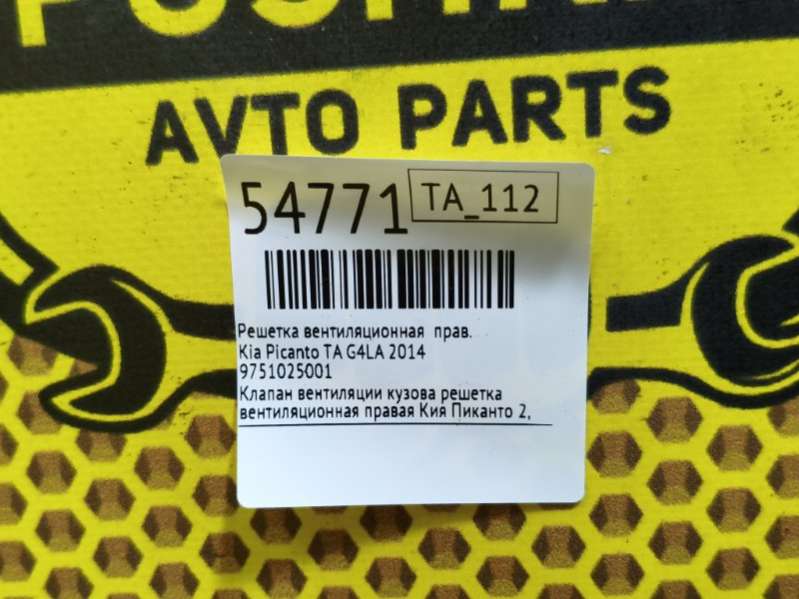 AVTO PARTS
54771 TA_112
Решетка вентиляционная прав.
Kia Picanto TA G4LA 2014
9751025001
Клапан вентиляции кузова решетка
вентиляционная правая Кия Пиканто 2,